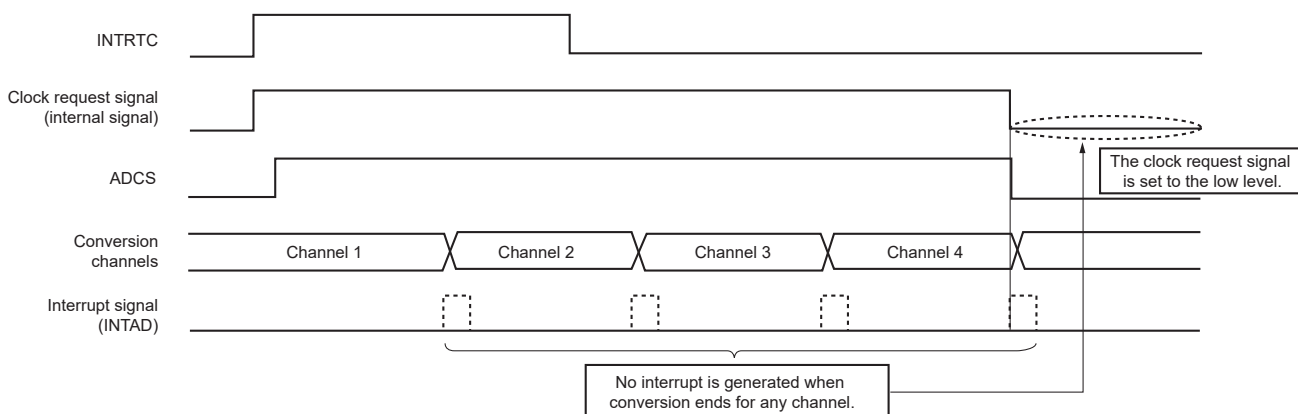 INTRTC
Clock request signal
(internal signal)
The clock request signal
is set to the low level.
ADCS
Conversion
channels
Channel 1
Channel 2
Channel 3
Channel 4
Interrupt signal
(INTAD)
No interrupt is generated when
conversion ends for any channel.